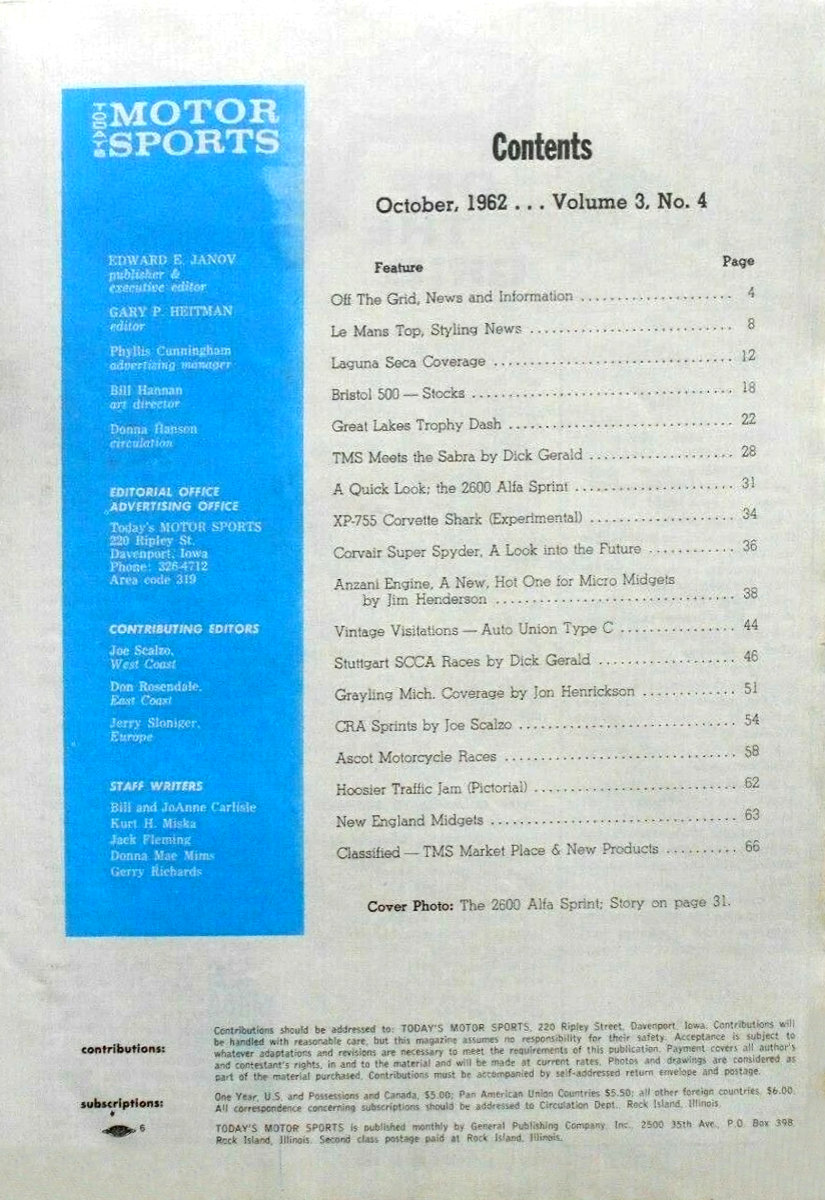 TODAY'S MOTOR
SPORTS
EDWARD E. JANOV
publisher &
executive editor
GARY P. HEITMAN
editor
Phyllis Cunningham
advertising manager
Bill Hannan
art director
Donna Hansen
circulation
EDITORIAL OFFICE
ADVERTISING OFFICE
Today's MOTOR SPORTS
220 Ripley St.
Davenport, Iowa
Phone: 326-4712
Area code 319
CONTRIBUTING EDITORS
Joe Scalzo,
West Coast
Don Rosendale,
East Coast
Jerry Sloniger,
Europe
STAFF WRITERS
Bill and JoAnne Carlisle
Kurt H. Miska
Jack Fleming
Donna Mae Mims
Gerry Richards
Contents
October, 1962 . . . Volume 3, No. 4
Feature Page
Off The Grid, News and Information ..................... 4
Le Mans Top, Styling News ............................ 8
Laguna Seca Coverage ................................. 12
Bristol 500 — Stocks .................................... 18
Great Lakes Trophy Dash ............................... 22
TMS Meets the Sabra by Dick Gerald .................... 28
A Quick Look; the 2600 Alfa Sprint ...................... 31
XP-755 Corvette Shark (Experimental) .................... 34
Corvair Super Spyder, A Look into the Future ............ 36
Anzani Engine, A New, Hot One for Micro Midgets
by Jim Henderson ................................. 38
Vintage Visitations — Auto Union Type C ................ 44
Stuttgart SCCA Races by Dick Gerald ................... 46
Grayling Mich. Coverage by Jon Henrickson ............. 51
CRA Sprints by Joe Scalzo .............................. 54
Ascot Motorcycle Races ................................ 58
Hoosier Traffic Jam (Pictorial) ............................ 62
New England Midgets .................................. 63
Classified — TMS Market Place & New Products .......... 66
Cover Photo: The 2600 Alfa Sprint; Story on page 31.
contributions:
Contributions should be addressed to: TODAY'S MOTOR SPORTS, 220 Ripley Street, Davenport, Iowa. Contributions will
be handled with reasonable care, but this magazine assumes no responsibility for their safety. Acceptance is subject to
whatever adaptations and revisions are necessary to meet the requirements of this publication. Payment covers all author's
and contestant's rights, in and to the material and will be made at current rates. Photos and drawings are considered as
part of the material purchased. Contributions must be accompanied by self-addressed return envelope and postage.
subscriptions:
One Year, U.S. and Possessions and Canada, $5.00; Pan American Union Countries $5.50; all other foreign countries, $6.00.
All correspondence concerning subscriptions should be addressed to Circulation Dept., Rock Island, Illinois.
6
TODAY'S MOTOR SPORTS is published monthly by General Publishing Company, Inc., 2500 35th Ave., P.O. Box 398,
Rock Island, Illinois. Second class postage paid at Rock Island, Illinois.